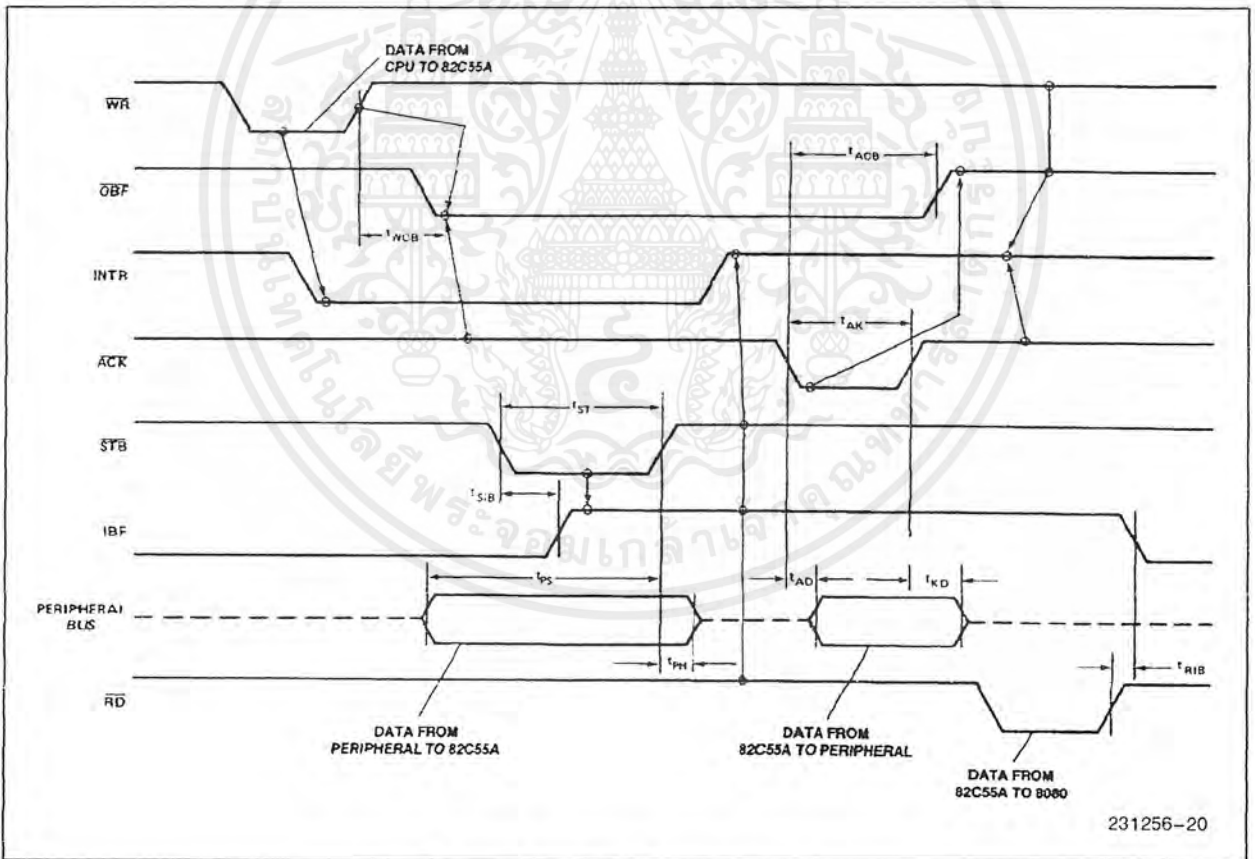 DATA FROM
CPU TO 82C55A
WR
tAOB
OBF
tWOB
INTR
tAK
ACK
tST
STB
tSIB
IBF
tPS
tAD
tKD
PERIPHERAL
BUS
tPH
tRIB
RD
DATA FROM
PERIPHERAL TO 82C55A
DATA FROM
82C55A TO PERIPHERAL
DATA FROM
82C55A TO 8080
231256–20